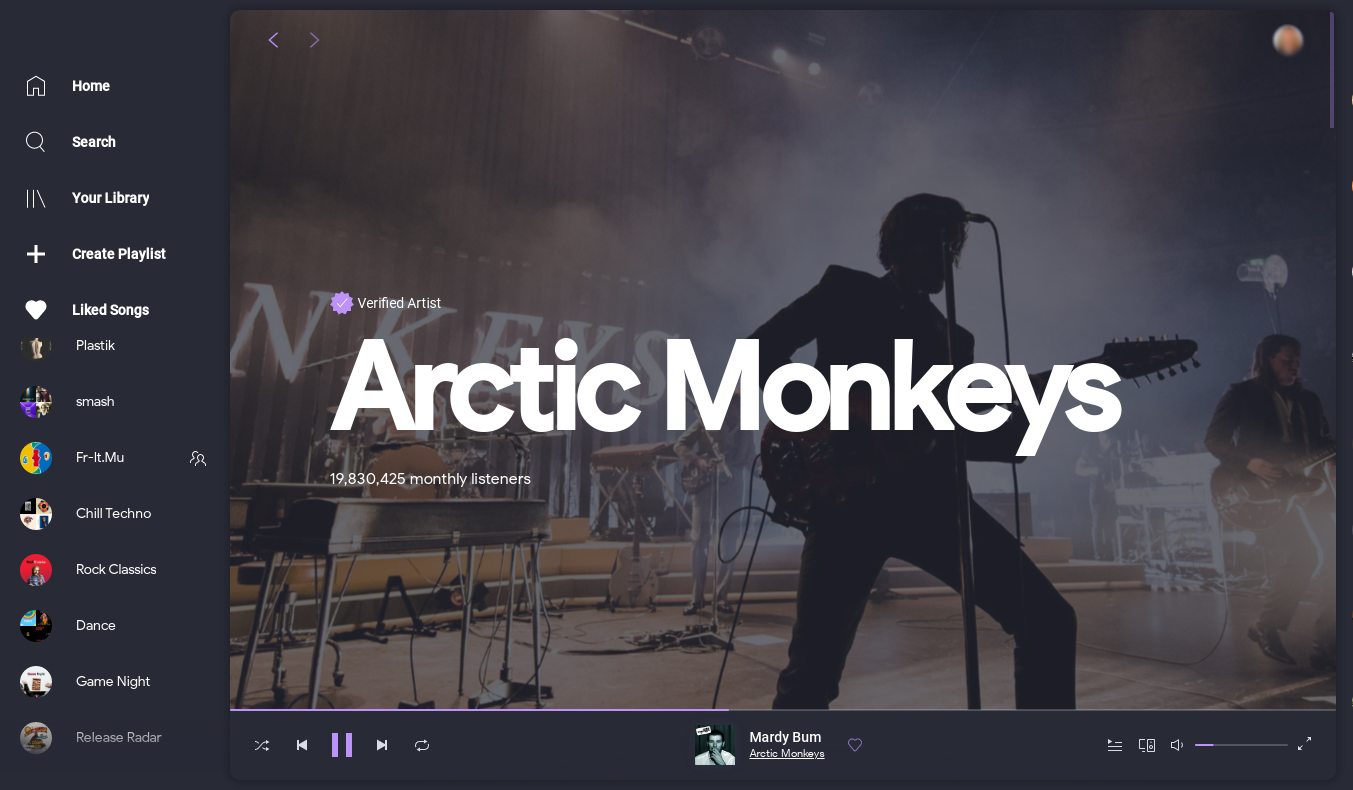 Home
Search
Your Library
Create Playlist
Liked Songs
Plastik
smash
Fr-It.Mu
Chill Techno
Rock Classics
Dance
Game Night
Release Radar
NKEYS
Verified Artist
Arctic Monkeys
19,830,425 monthly listeners
Mardy Bum
Arctic Monkeys